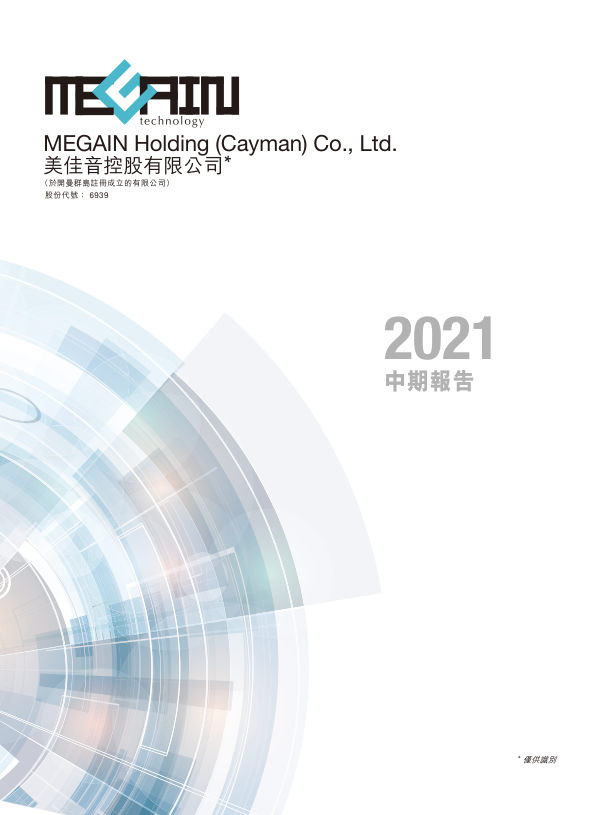 MEGAIN
technology
MEGAIN Holding (Cayman) Co., Ltd.
美佳音控股有限公司*
(於開曼群島註冊成立的有限公司)
股份代號： 6939
2021
中期報告
* 僅供識別